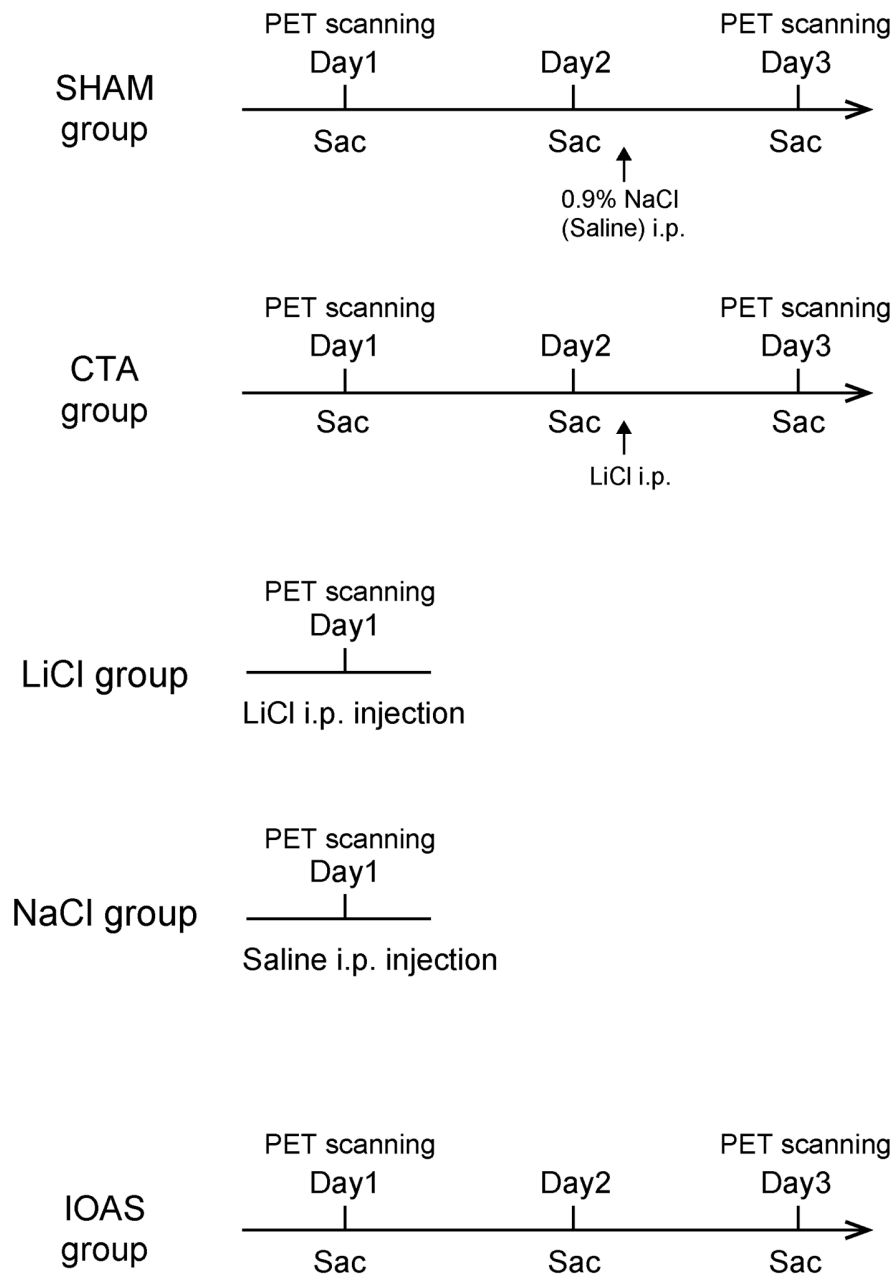 PET scanning PET scanning
Day1 Day2 Day3
SHAM
group
Sac Sac Sac
0.9% NaCl
(Saline) i.p.
PET scanning PET scanning
Day1 Day2 Day3
CTA
group
Sac Sac Sac
LiCl i.p.
PET scanning
Day1
LiCl group
LiCl i.p. injection
PET scanning
Day1
NaCl group
Saline i.p. injection
PET scanning PET scanning
Day1 Day2 Day3
IOAS
group
Sac Sac Sac